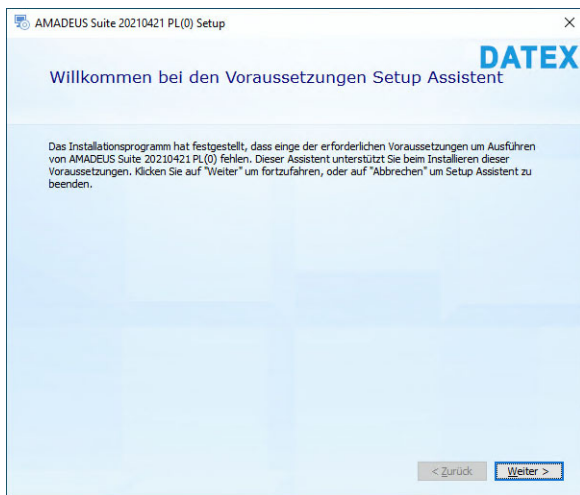 AMADEUS Suite 20210421 PL(0) Setup
DATEX
Willkommen bei den Voraussetzungen Setup Assistent
Das Installationsprogramm hat festgestellt, dass einge der erforderlichen Voraussetzungen um Ausführen
von AMADEUS Suite 20210421 PL(0) fehlen. Dieser Assistent unterstützt Sie beim Installieren dieser
Voraussetzungen. Klicken Sie auf "Weiter" um fortzufahren, oder auf "Abbrechen" um Setup Assistent zu
beenden.
< Zurück Weiter >